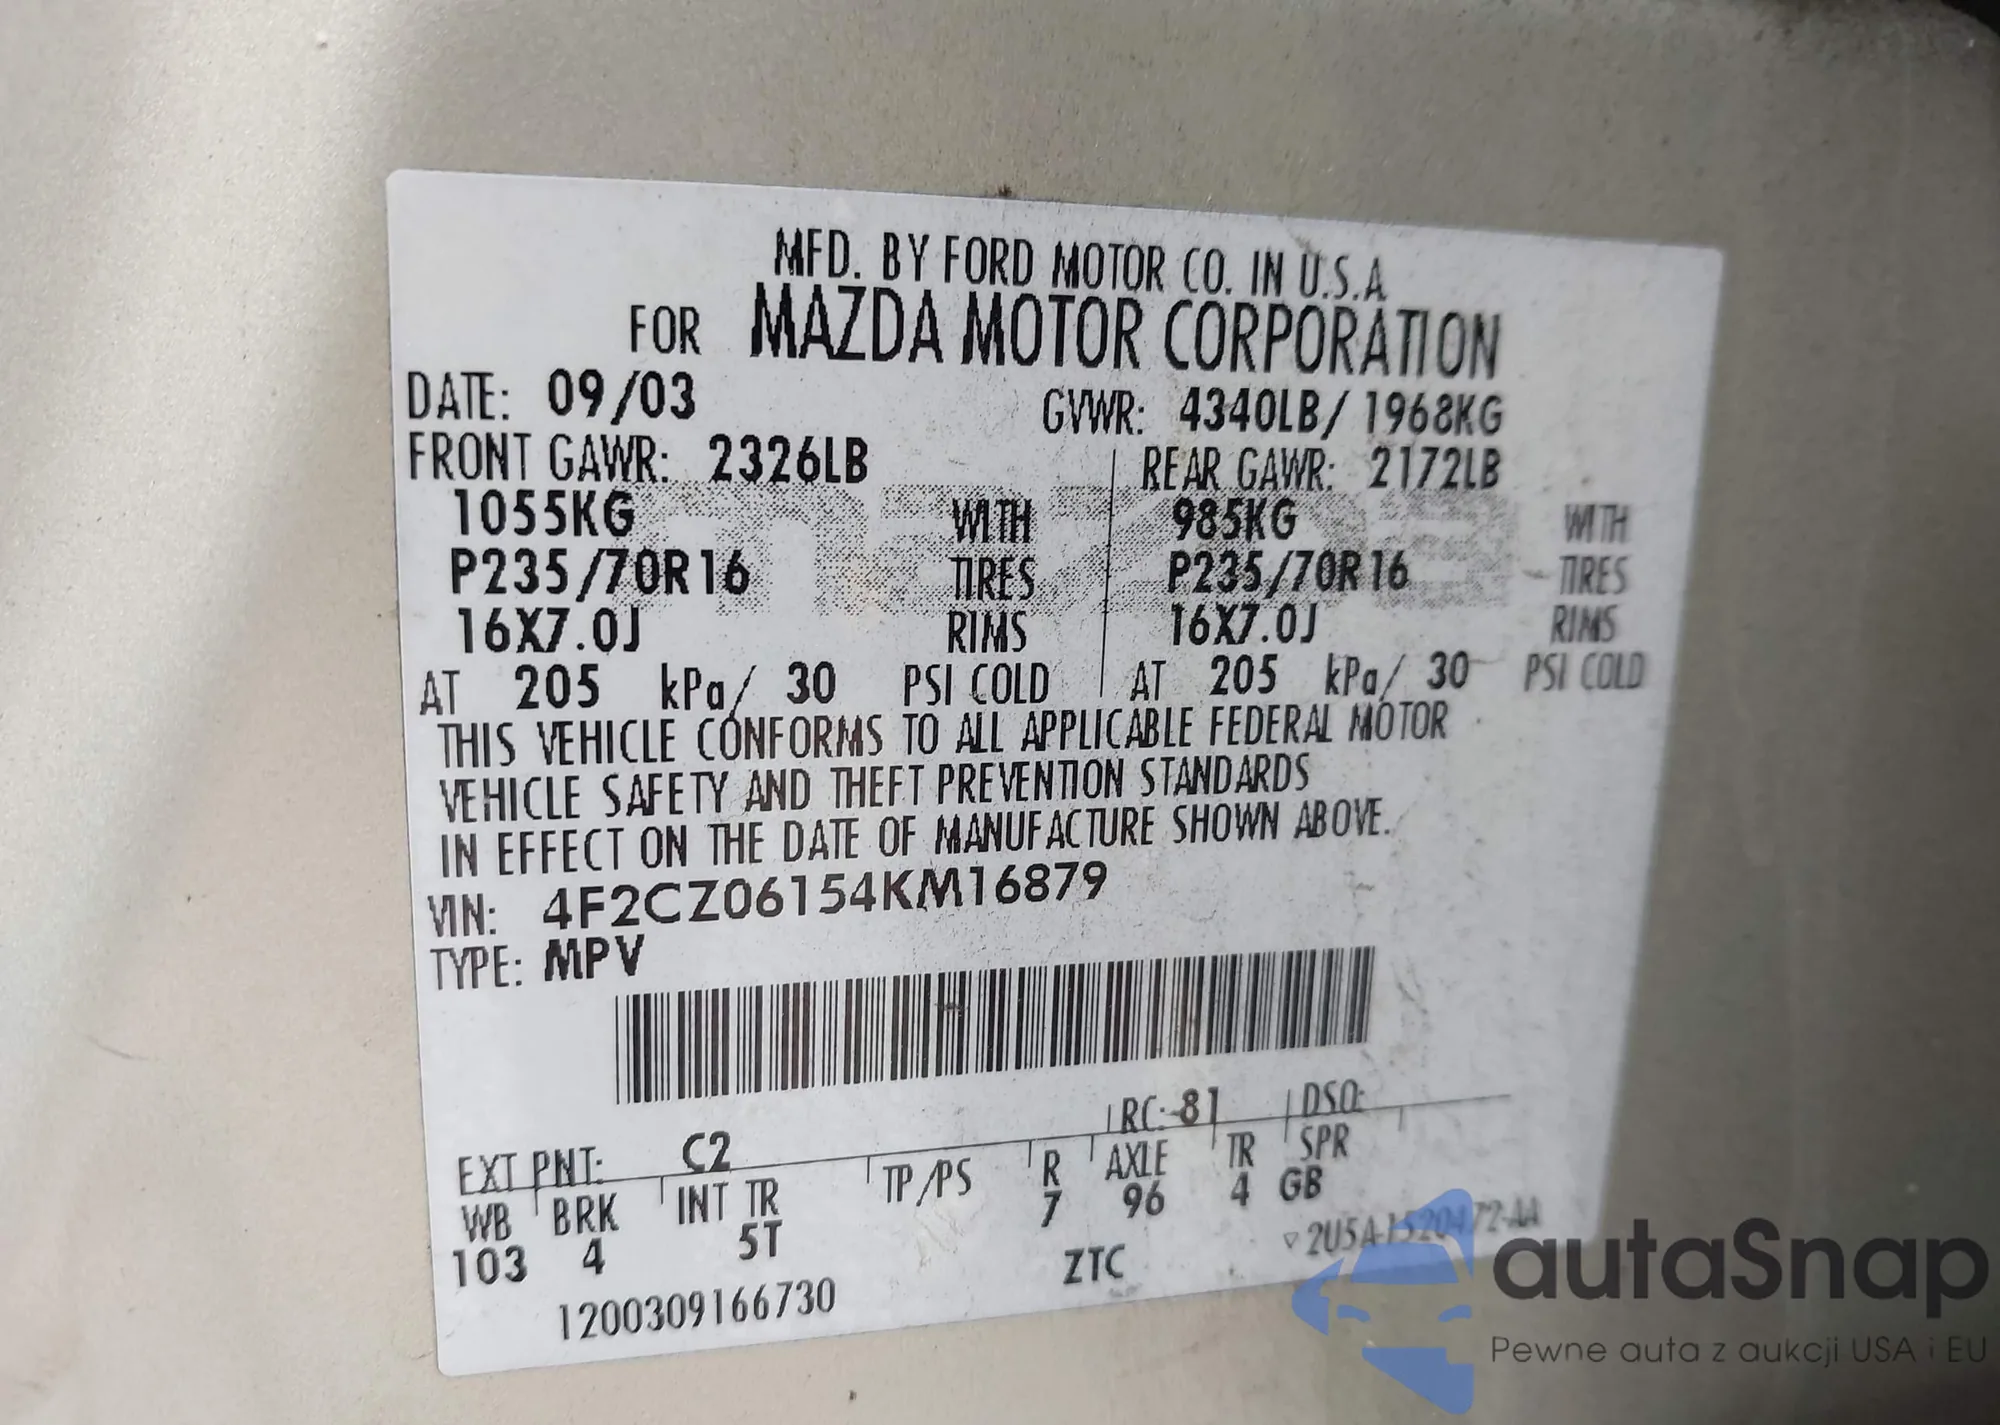 MFD. BY FORD MOTOR CO. IN U.S.A
FOR MAZDA MOTOR CORPORATION
DATE: 09/03 GVWR: 4340LB/ 1968KG
FRONT GAWR: 2326LB REAR GAWR: 2172LB
1055KG WITH 985KG WITH
P235/70R16 TIRES P235/70R16 TIRES
16X7.0J RIMS 16X7.0J RIMS
AT 205 kPa/ 30 PSI COLD AT 205 kPa/ 30 PSI COLD
THIS VEHICLE CONFORMS TO ALL APPLICABLE FEDERAL MOTOR
VEHICLE SAFETY AND THEFT PREVENTION STANDARDS
IN EFFECT ON THE DATE OF MANUFACTURE SHOWN ABOVE.
VIN: 4F2CZ06154KM16879
TYPE: MPV
EXT PNT: C2 RC: 81 DSO:
WB BRK INT TR TP/PS R AXLE TR SPR
103 4 5T 7 96 4 GB
1200309166730 ZTC 2U5A-1520472-AA
autaSnap
Pewne auta z aukcji USA i EU